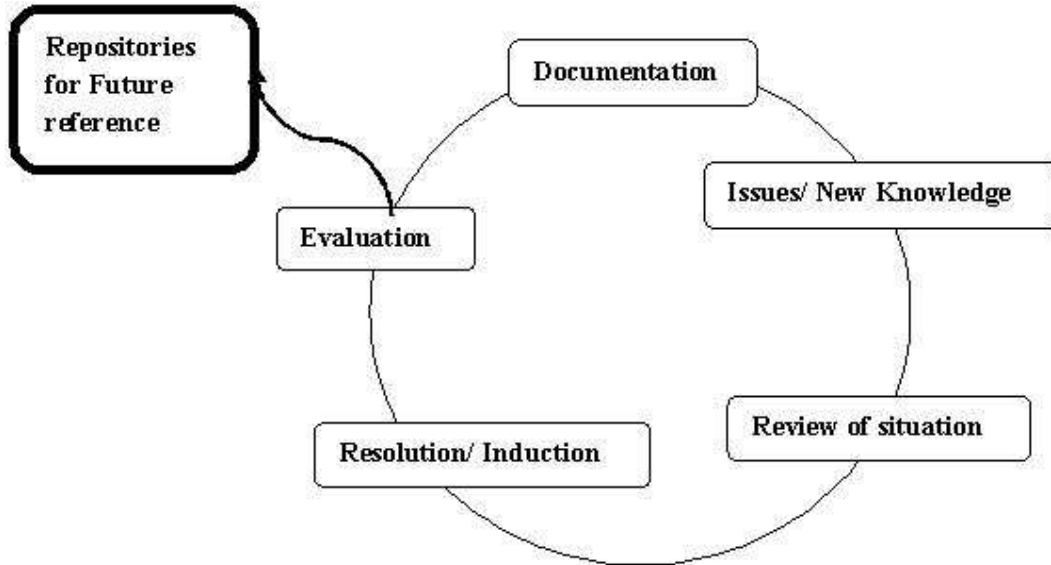 Repositories
for Future
reference
Documentation
Issues/ New Knowledge
Evaluation
Review of situation
Resolution/ Induction